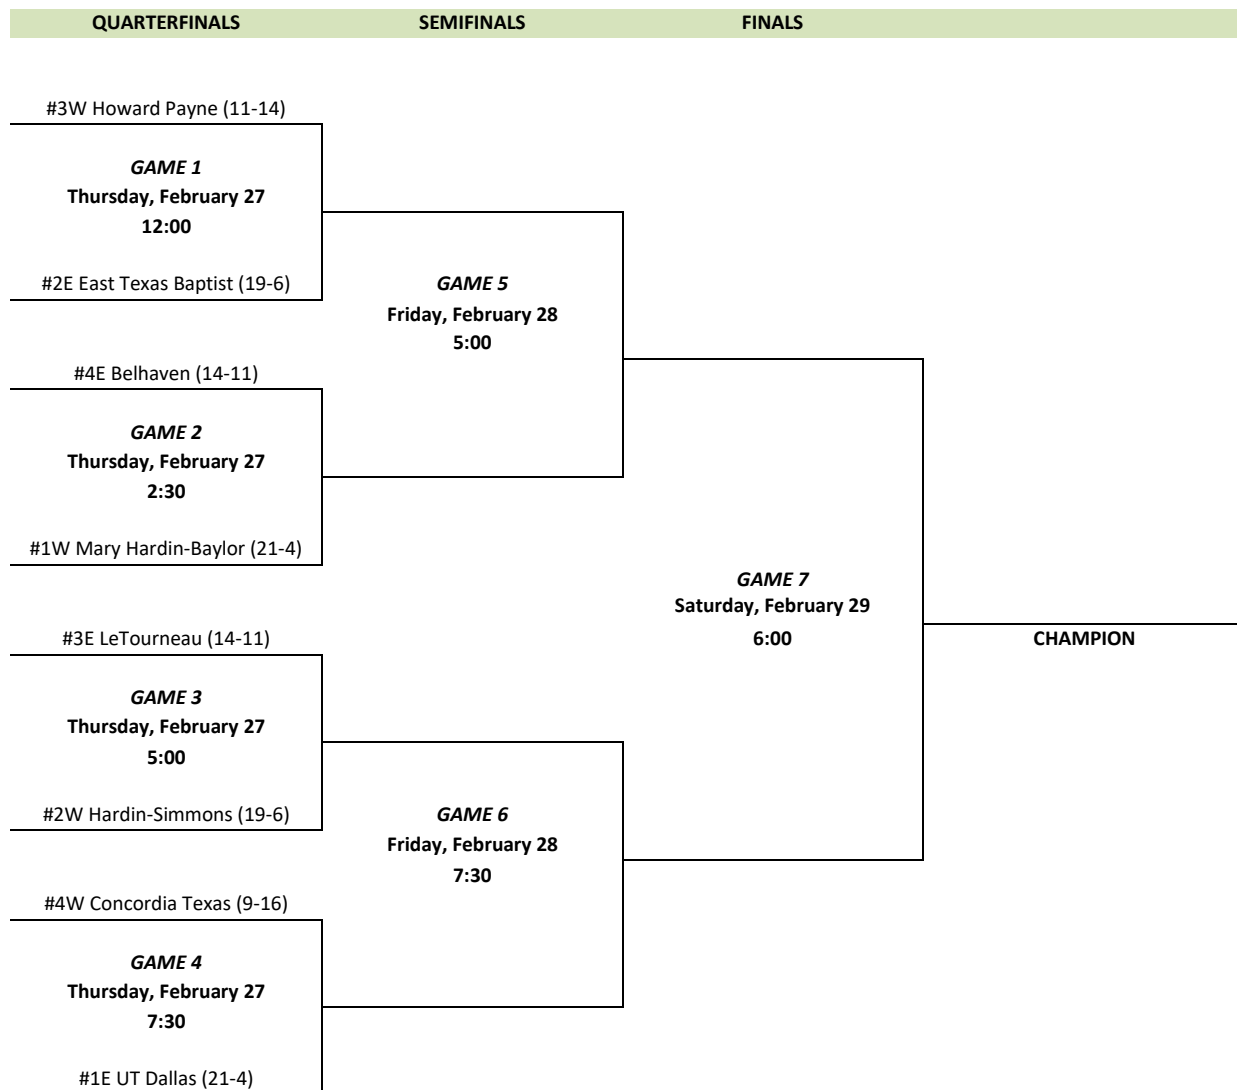 QUARTERFINALS SEMIFINALS FINALS
#3W Howard Payne (11-14)
GAME 1
Thursday, February 27
12:00
#2E East Texas Baptist (19-6)
GAME 5
Friday, February 28
5:00
#4E Belhaven (14-11)
GAME 2
Thursday, February 27
2:30
#1W Mary Hardin-Baylor (21-4)
GAME 7
Saturday, February 29
6:00
CHAMPION
#3E LeTourneau (14-11)
GAME 3
Thursday, February 27
5:00
#2W Hardin-Simmons (19-6)
GAME 6
Friday, February 28
7:30
#4W Concordia Texas (9-16)
GAME 4
Thursday, February 27
7:30
#1E UT Dallas (21-4)